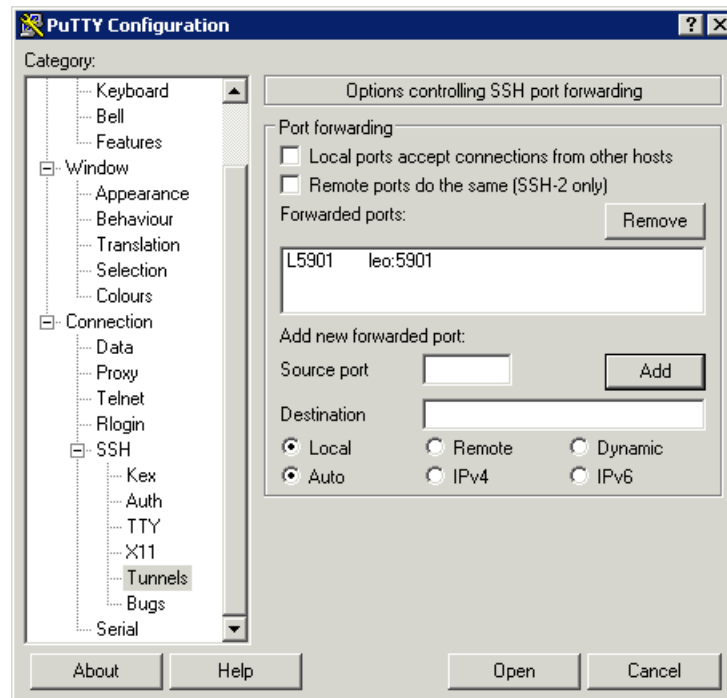 PuTTY Configuration
Category:
Keyboard
Bell
Features
Window
Appearance
Behaviour
Translation
Selection
Colours
Connection
Data
Proxy
Telnet
Rlogin
SSH
Kex
Auth
TTY
X11
Tunnels
Bugs
Serial
Options controlling SSH port forwarding
Port forwarding
Local ports accept connections from other hosts
Remote ports do the same (SSH-2 only)
Forwarded ports:
Remove
L5901 leo:5901
Add new forwarded port:
Source port
Add
Destination
Local Remote Dynamic
Auto IPv4 IPv6
About Help Open Cancel